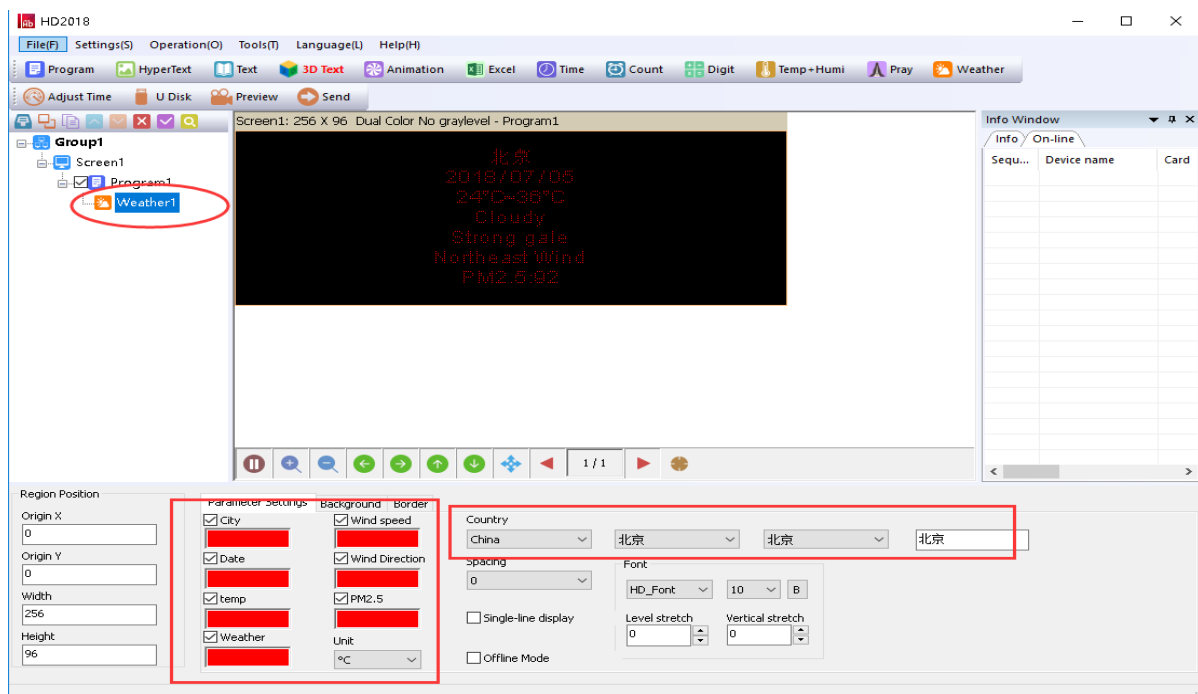 HD2018
File(F) Settings(S) Operation(O) Tools(T) Language(L) Help(H)
Program HyperText Text 3D Text Animation Excel Time Count Digit Temp+Humi Pray Weather
Adjust Time U Disk Preview Send
Group1
Screen1
Program1
Weather1
Screen1: 256 X 96 Dual Color No graylevel - Program1
北京
2018/07/06
24°C~36°C
Cloudy
Strong gale
Northeast Wind
PM2.5:92
1/1
Info Window
Info On-line
Sequ... Device name Card
Region Position
Origin X
0
Origin Y
0
Width
256
Height
96
Parameter Settings Background Border
City Wind speed
Date Wind Direction
temp PM2.5
Weather Unit
°C
Country
China 北京 北京 北京
Spacing
0
Font
HD_Font 10 B
Single-line display
Level stretch Vertical stretch
0 0
Offline Mode